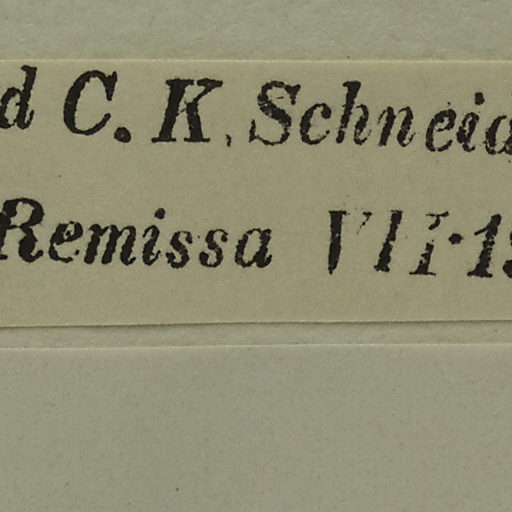 d C. K. Schneid
Remissa VII·19